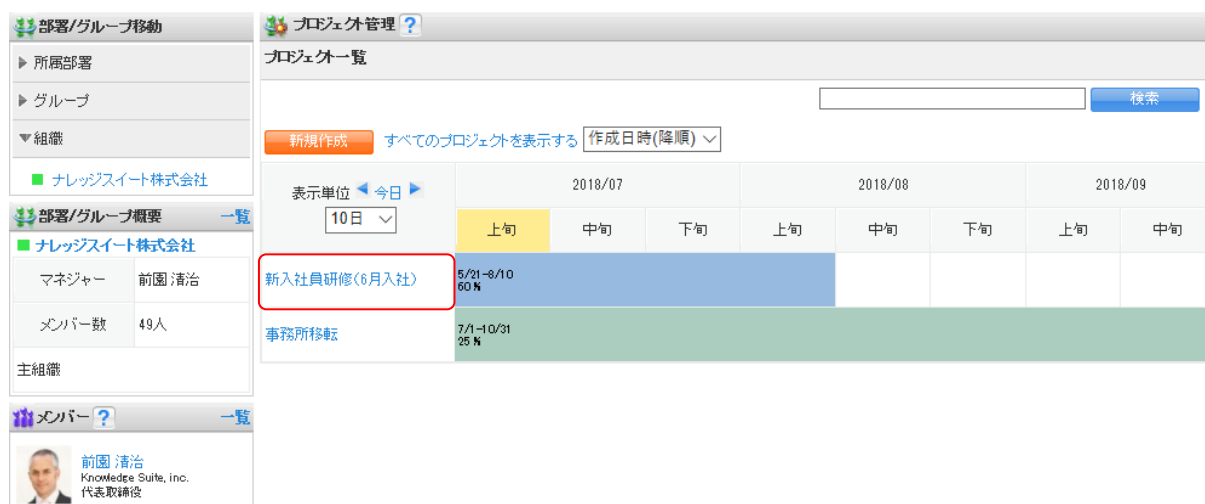 部署/グループ移動
▶ 所属部署
▶ グループ
▼組織
ナレッジスイート株式会社
部署/グループ概要 一覧
ナレッジスイート株式会社
マネジャー 前園 清治
メンバー数 49人
主組織
メンバー ? 一覧
前園 清治
Knowledge Suite, inc.
代表取締役
プロジェクト管理 ?
プロジェクト一覧
検索
新規作成 すべてのプロジェクトを表示する 作成日時(降順)
表示単位 ◀ 今日 ▶
10日
2018/07 2018/08 2018/09
上旬 中旬 下旬 上旬 中旬 下旬 上旬 中旬
新入社員研修(6月入社) 5/21-8/10
60 %
事務所移転 7/1-10/31
25 %